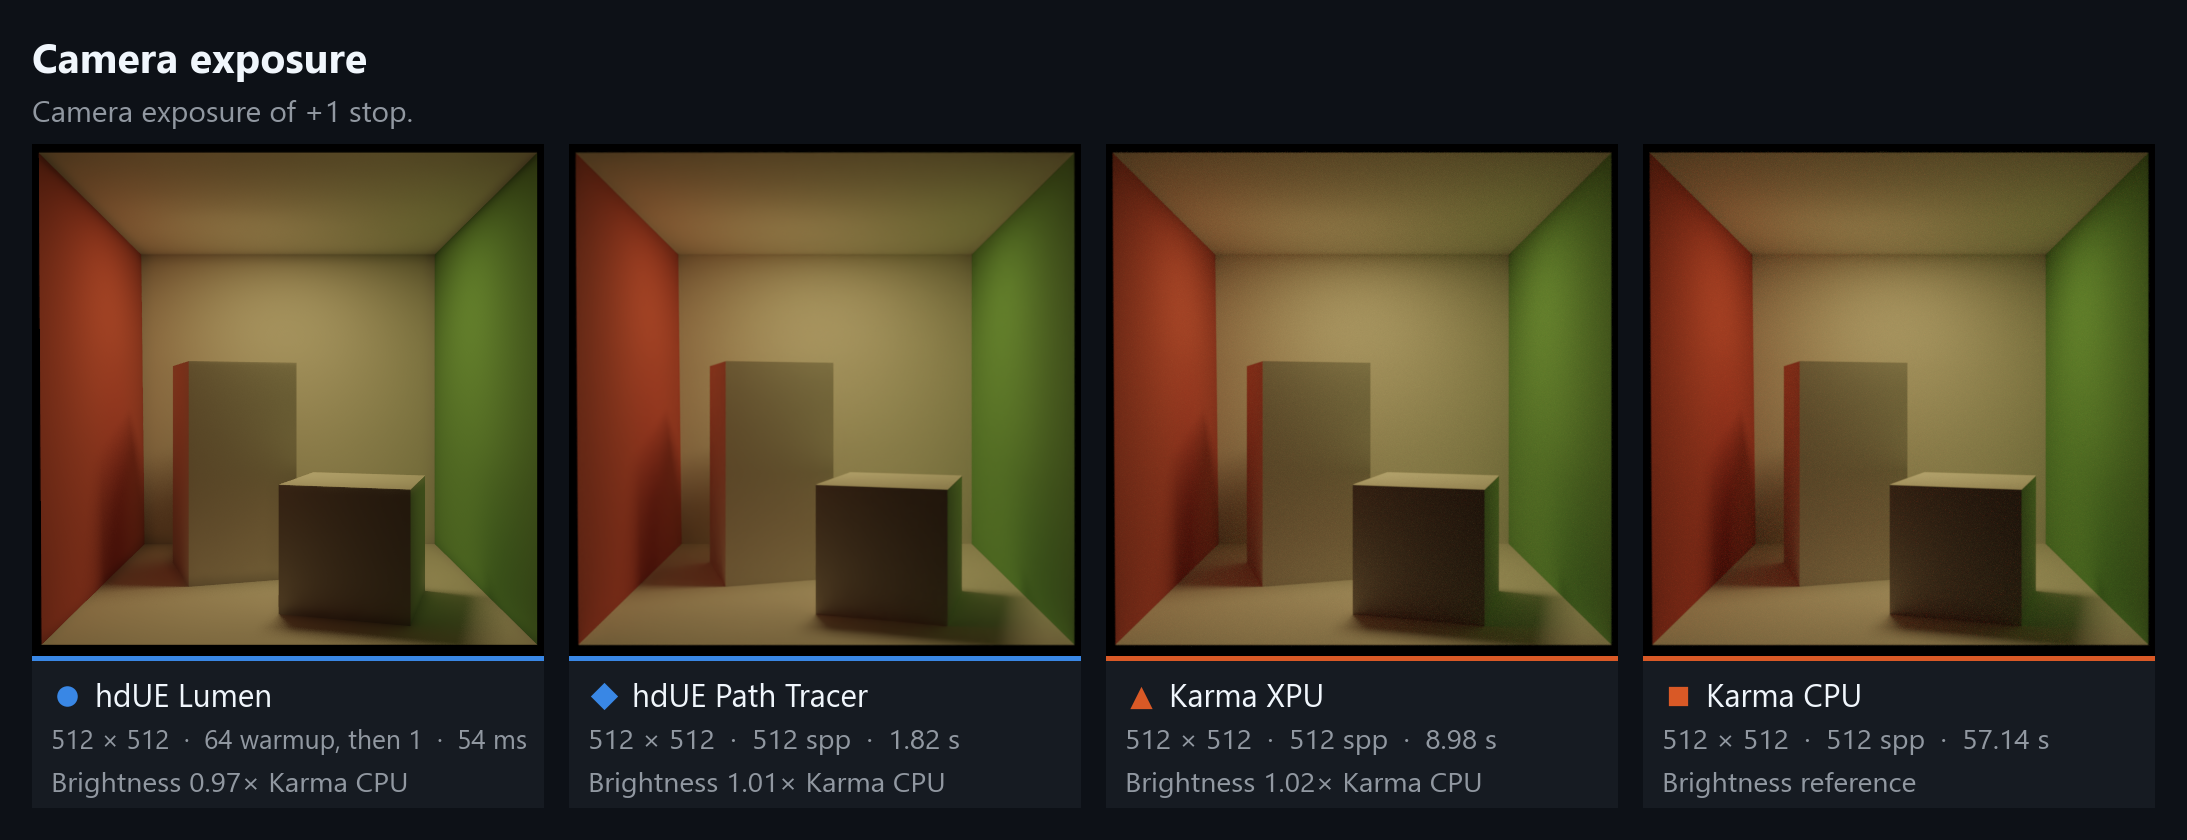 Camera exposure
Camera exposure of +1 stop.
hdUE Lumen
512 × 512 · 64 warmup, then 1 · 54 ms
Brightness 0.97× Karma CPU
hdUE Path Tracer
512 × 512 · 512 spp · 1.82 s
Brightness 1.01× Karma CPU
Karma XPU
512 × 512 · 512 spp · 8.98 s
Brightness 1.02× Karma CPU
Karma CPU
512 × 512 · 512 spp · 57.14 s
Brightness reference